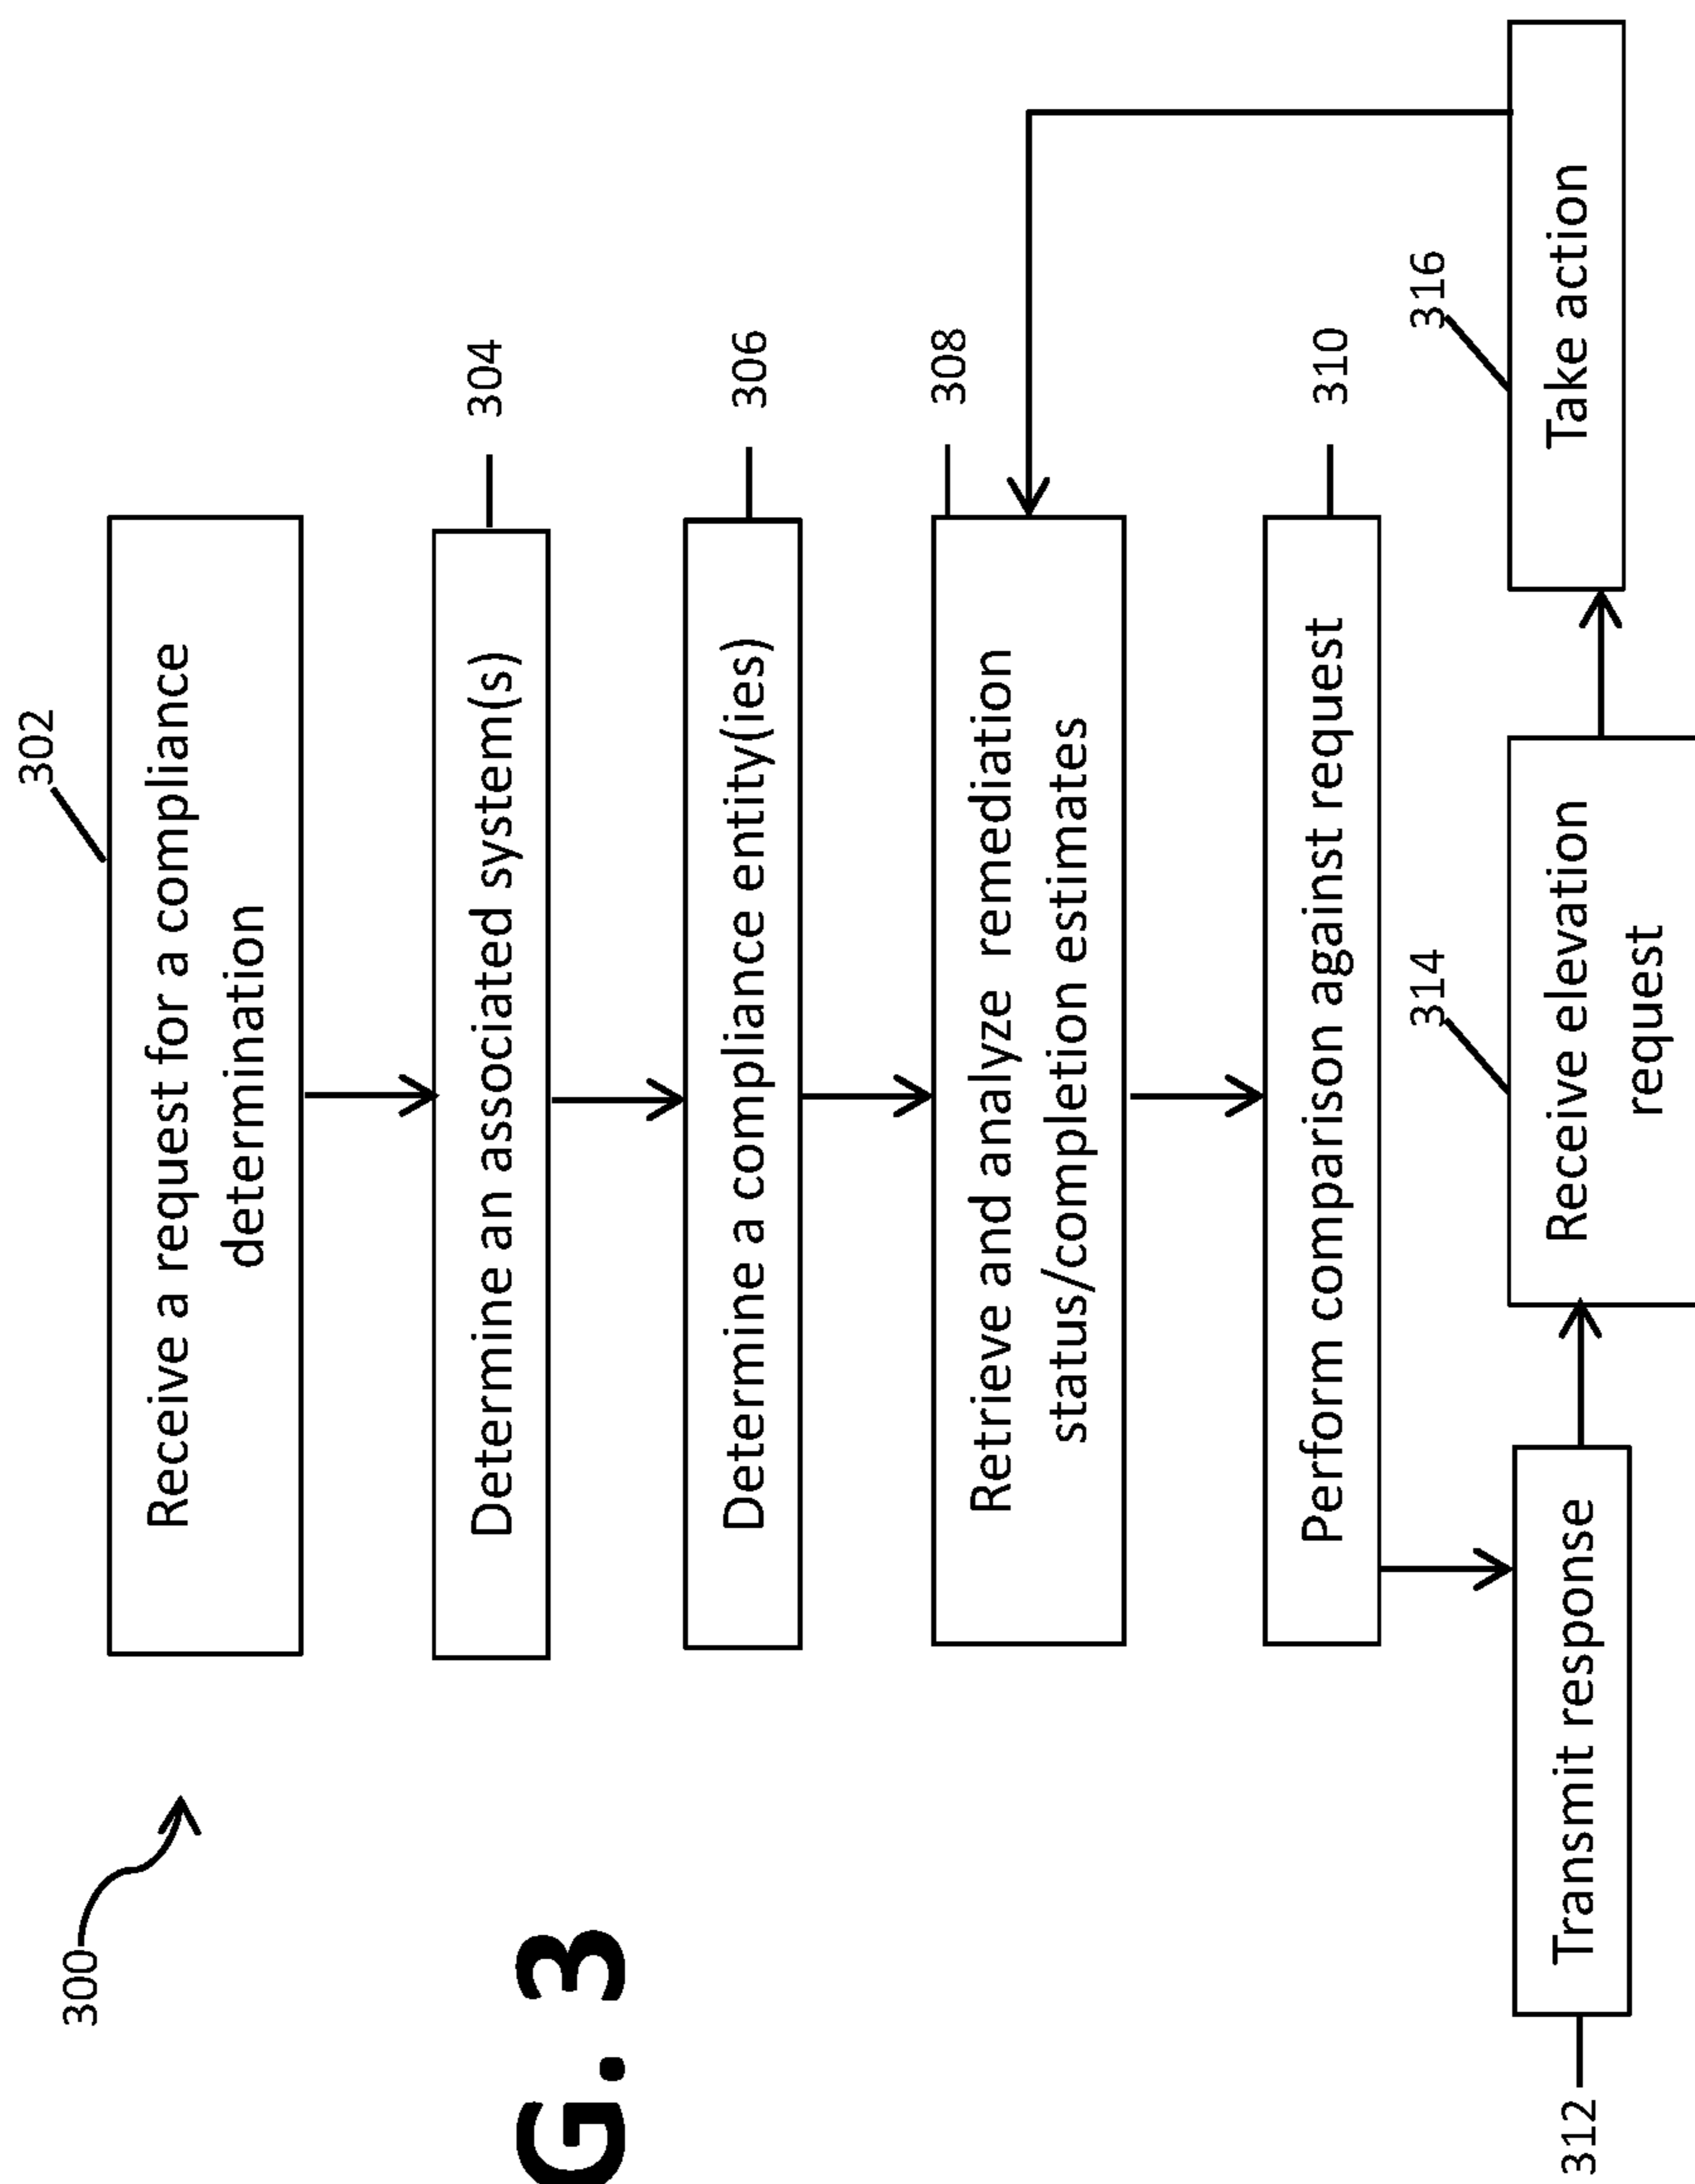 300
302
Receive a request for a compliance
determination
Determine an associated system(s)
304
Determine a compliance entity(ies)
306
Retrieve and analyze remediation
status/completion estimates
308
Perform comparison against request
310
312
Transmit response
314
Receive elevation
request
316
Take action
G. 3